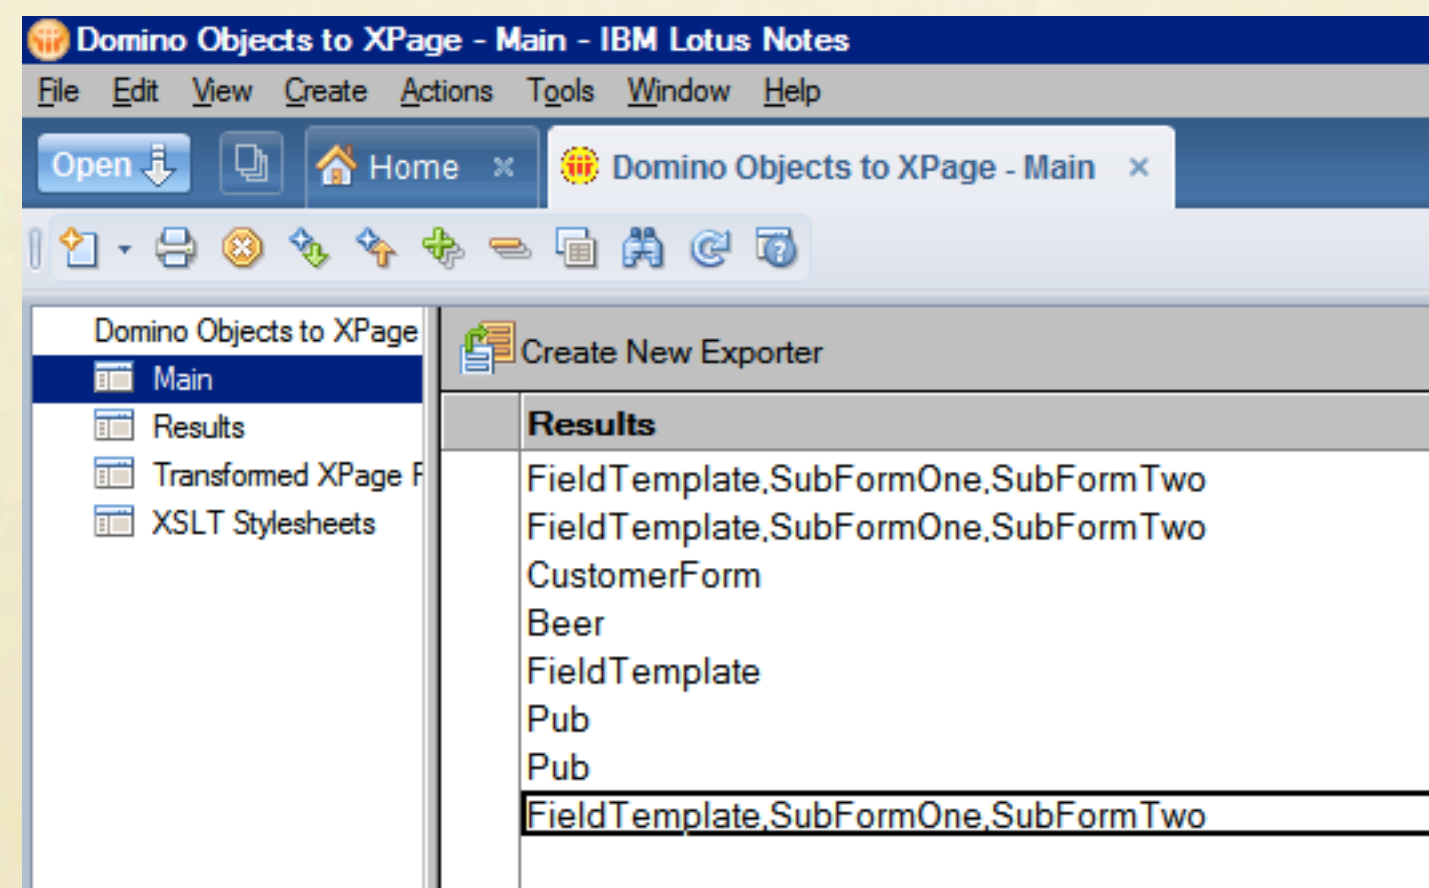 Domino Objects to XPage - Main - IBM Lotus Notes
File Edit View Create Actions Tools Window Help
Open Home Domino Objects to XPage - Main
Domino Objects to XPage
Main
Results
Transformed XPage
XSLT Stylesheets
Create New Exporter
Results
FieldTemplate,SubFormOne,SubFormTwo
FieldTemplate,SubFormOne,SubFormTwo
CustomerForm
Beer
FieldTemplate
Pub
Pub
FieldTemplate,SubFormOne,SubFormTwo